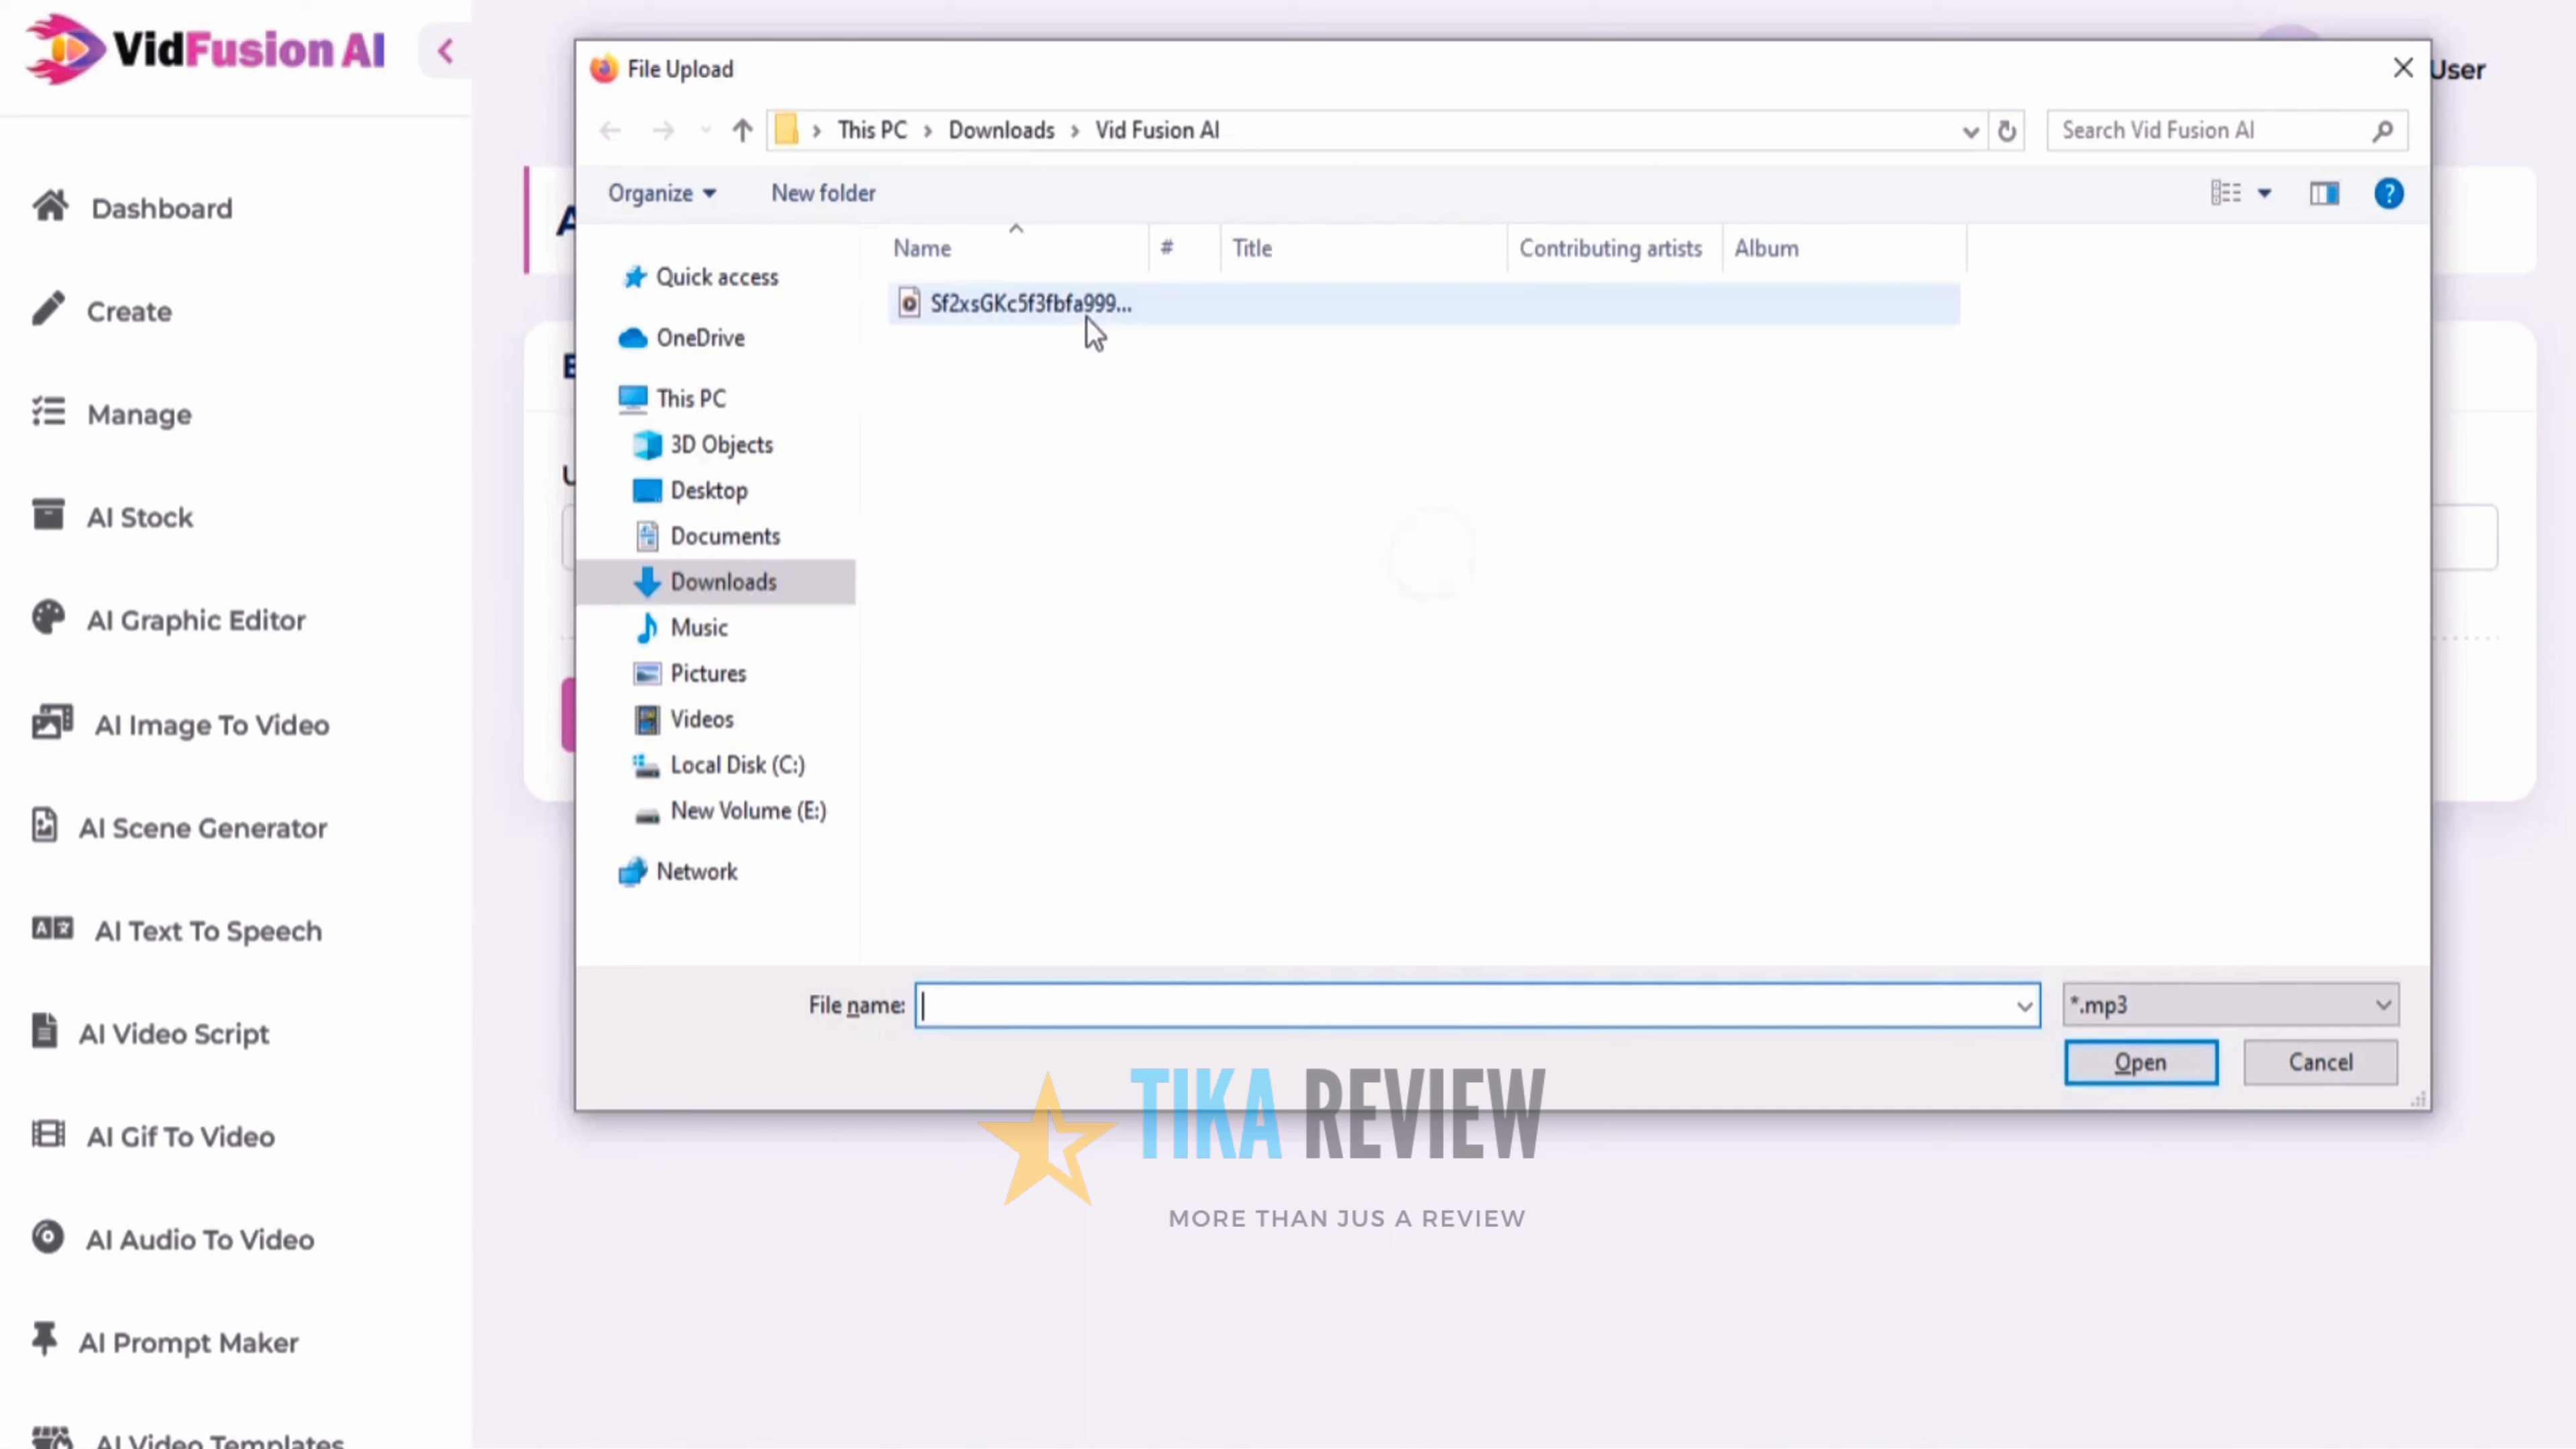 VidFusion AI
User
Dashboard
Create
Manage
AI Stock
AI Graphic Editor
AI Image To Video
AI Scene Generator
AI Text To Speech
AI Video Script
AI Gif To Video
AI Audio To Video
AI Prompt Maker
AI Video Templates
File Upload
This PC > Downloads > Vid Fusion AI
Search Vid Fusion AI
Organize
New folder
Name # Title Contributing artists Album
Sf2xsGKc5f3fbfa999...
Quick access
OneDrive
This PC
3D Objects
Desktop
Documents
Downloads
Music
Pictures
Videos
Local Disk (C:)
New Volume (E:)
Network
File name:
*.mp3
Open
Cancel
TIKA REVIEW
MORE THAN JUS A REVIEW